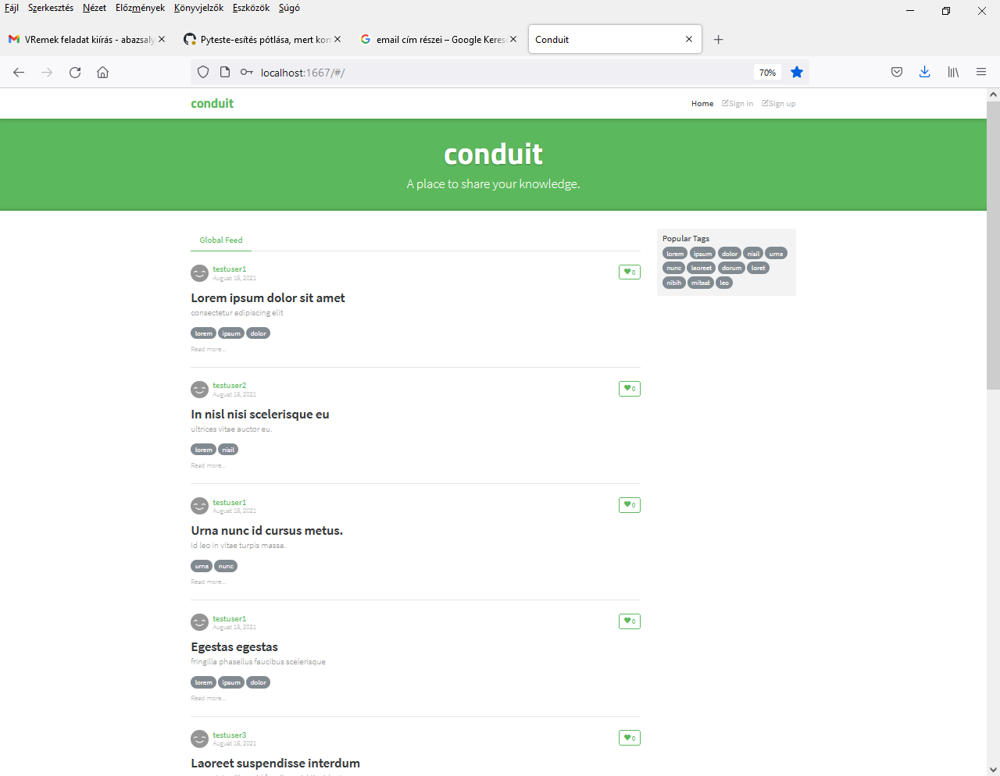 Fájl Szerkesztés Nézet Előzmények Könyvjelzők Eszközök Súgó
VRemek feladat kiírás - abazsaly
Pyteste-esítés pótlása, mert kor
email cím részei – Google Keres
Conduit
localhost:1667/#/
70%
conduit
Home Sign in Sign up
conduit
A place to share your knowledge.
Global Feed
Popular Tags
lorem ipsum dolor nisil urna
nunc laoreet dorum loret
nibih mitast leo
testuser1
August 18, 2021
0
Lorem ipsum dolor sit amet
consectetur adipiscing elit
lorem ipsum dolor
Read more...
testuser2
August 18, 2021
0
In nisl nisi scelerisque eu
ultrices vitae auctor eu.
lorem nisil
Read more...
testuser1
August 18, 2021
0
Urna nunc id cursus metus.
Id leo in vitae turpis massa.
urna nunc
Read more...
testuser1
August 18, 2021
0
Egestas egestas
fringilla phasellus faucibus scelerisque
lorem ipsum dolor
Read more...
testuser3
August 18, 2021
0
Laoreet suspendisse interdum